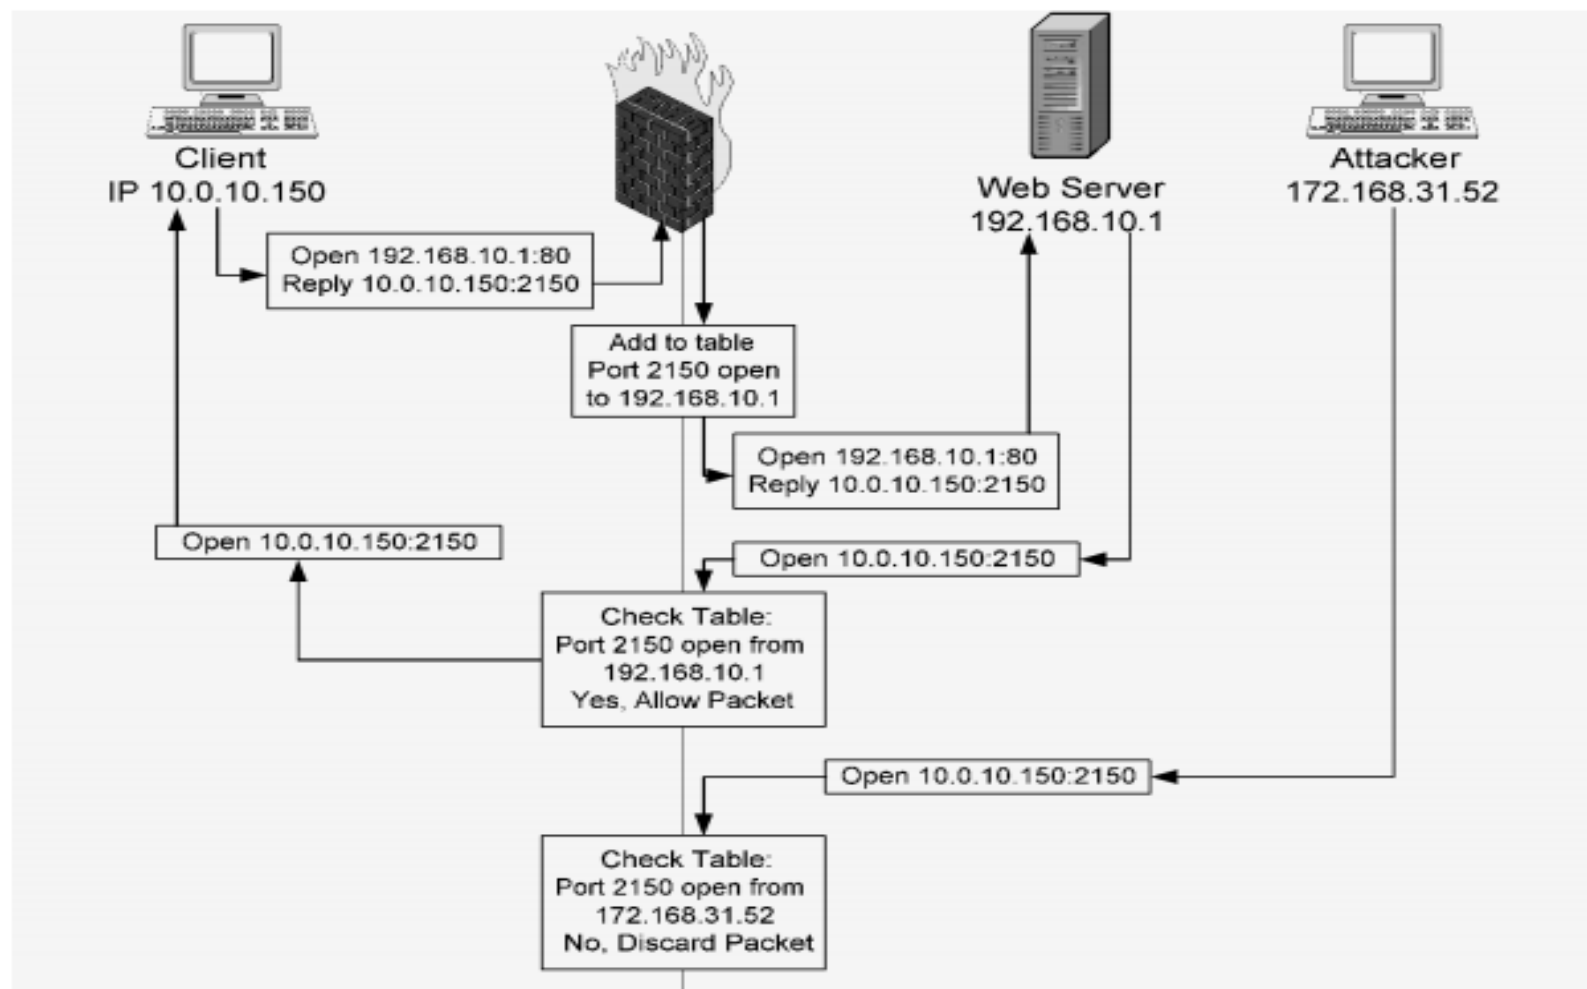 Client
IP 10.0.10.150
Web Server
192.168.10.1
Attacker
172.168.31.52
Open 192.168.10.1:80
Reply 10.0.10.150:2150
Add to table
Port 2150 open
to 192.168.10.1
Open 192.168.10.1:80
Reply 10.0.10.150:2150
Open 10.0.10.150:2150
Open 10.0.10.150:2150
Check Table:
Port 2150 open from
192.168.10.1
Yes, Allow Packet
Open 10.0.10.150:2150
Check Table:
Port 2150 open from
172.168.31.52
No, Discard Packet